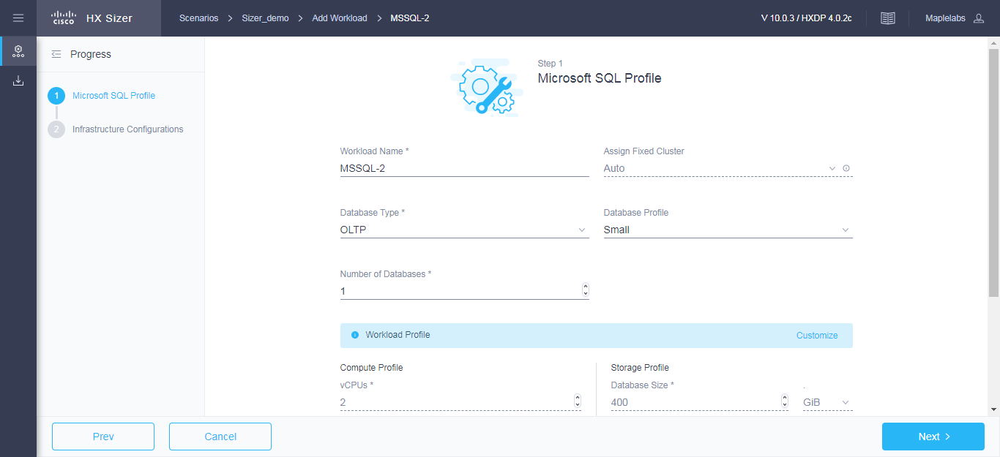 CISCO HX Sizer Scenarios > Sizer_demo > Add Workload > MSSQL-2 V 10.0.3 / HXDP 4.0.2c Maplelabs
Progress
1 Microsoft SQL Profile
2 Infrastructure Configurations
Step 1
Microsoft SQL Profile
Workload Name * Assign Fixed Cluster
MSSQL-2 Auto
Database Type * Database Profile
OLTP Small
Number of Databases *
1
Workload Profile Customize
Compute Profile Storage Profile
vCPUs * Database Size * .
2 400 GiB
Prev Cancel Next >